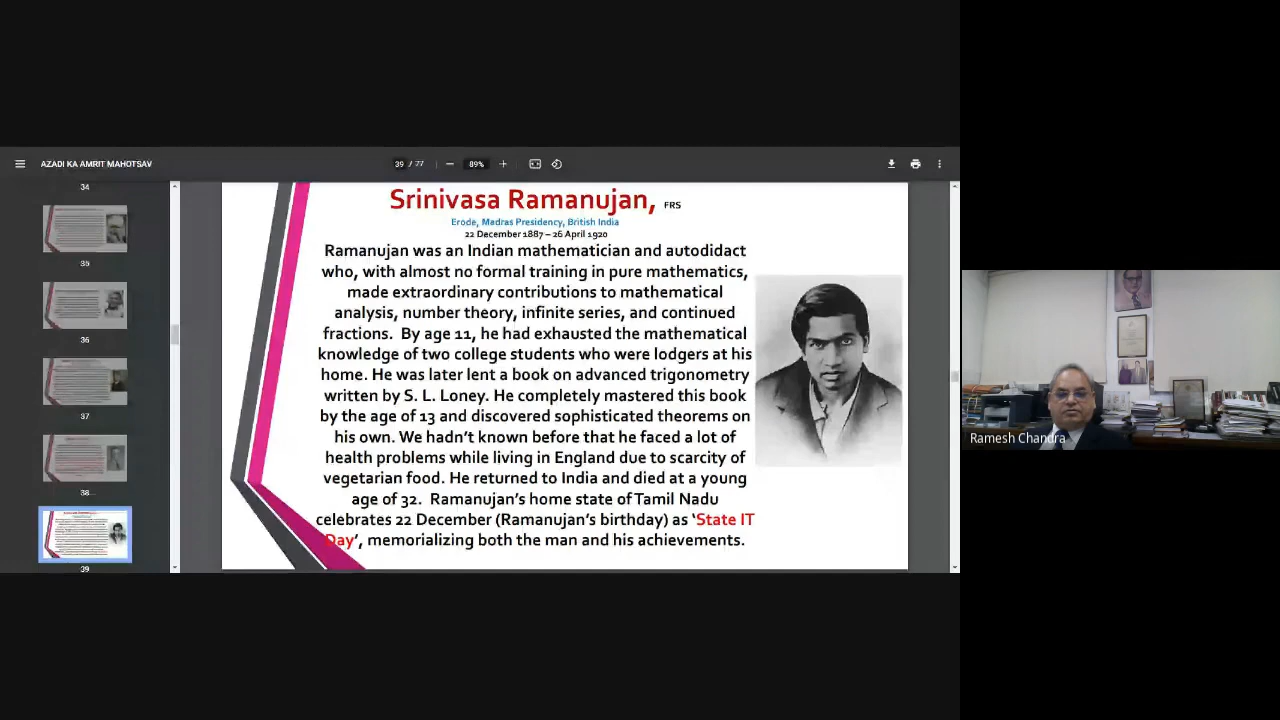 AZADI KA AMRIT MAHOTSAV
39 / 77
89%
34
35
36
37
38
39
Srinivasa Ramanujan, FRS
Erode, Madras Presidency, British India
22 December 1887 – 26 April 1920
Ramanujan was an Indian mathematician and autodidact
who, with almost no formal training in pure mathematics,
made extraordinary contributions to mathematical
analysis, number theory, infinite series, and continued
fractions. By age 11, he had exhausted the mathematical
knowledge of two college students who were lodgers at his
home. He was later lent a book on advanced trigonometry
written by S. L. Loney. He completely mastered this book
by the age of 13 and discovered sophisticated theorems on
his own. We hadn't known before that he faced a lot of
health problems while living in England due to scarcity of
vegetarian food. He returned to India and died at a young
age of 32. Ramanujan's home state of Tamil Nadu
celebrates 22 December (Ramanujan's birthday) as ‘State IT
Day’, memorializing both the man and his achievements.
Ramesh Chandra